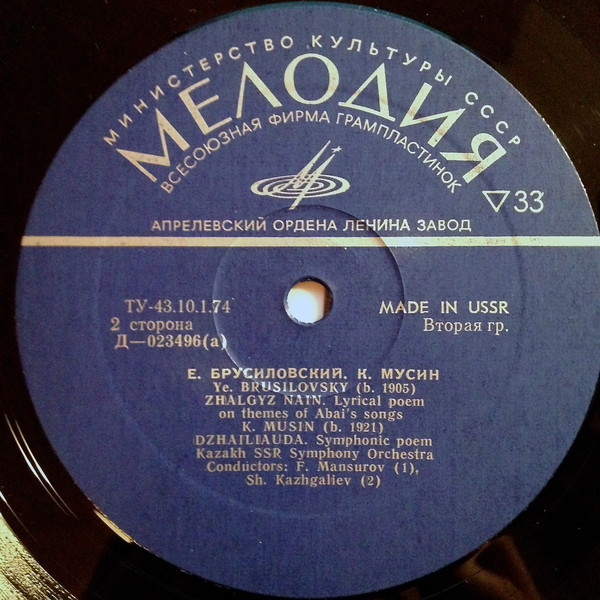 МИНИСТЕРСТВО КУЛЬТУРЫ СССР
МЕЛОДИЯ
ВСЕСОЮЗНАЯ ФИРМА ГРАМПЛАСТИНОК
33
АПРЕЛЕВСКИЙ ОРДЕНА ЛЕНИНА ЗАВОД
ТУ-43.10.1.74
MADE IN USSR
2 сторона
Вторая гр.
Д—023496(а)
Е. БРУСИЛОВСКИЙ. К. МУСИН
Ye. BRUSILOVSKY (b. 1905)
ZHALGYZ NAIN. Lyrical poem
on themes of Abai's songs
K. MUSIN (b. 1921)
DZHAILIAUDA. Symphonic poem
Kazakh SSR Symphony Orchestra
Conductors: F. Mansurov (1),
Sh. Kazhgaliev (2)